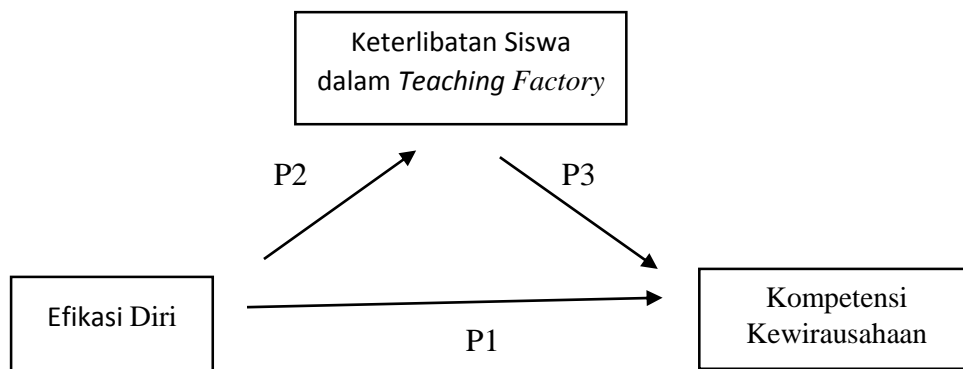 Keterlibatan Siswa
dalam Teaching Factory
P2
P3
Efikasi Diri
Kompetensi
Kewirausahaan
P1